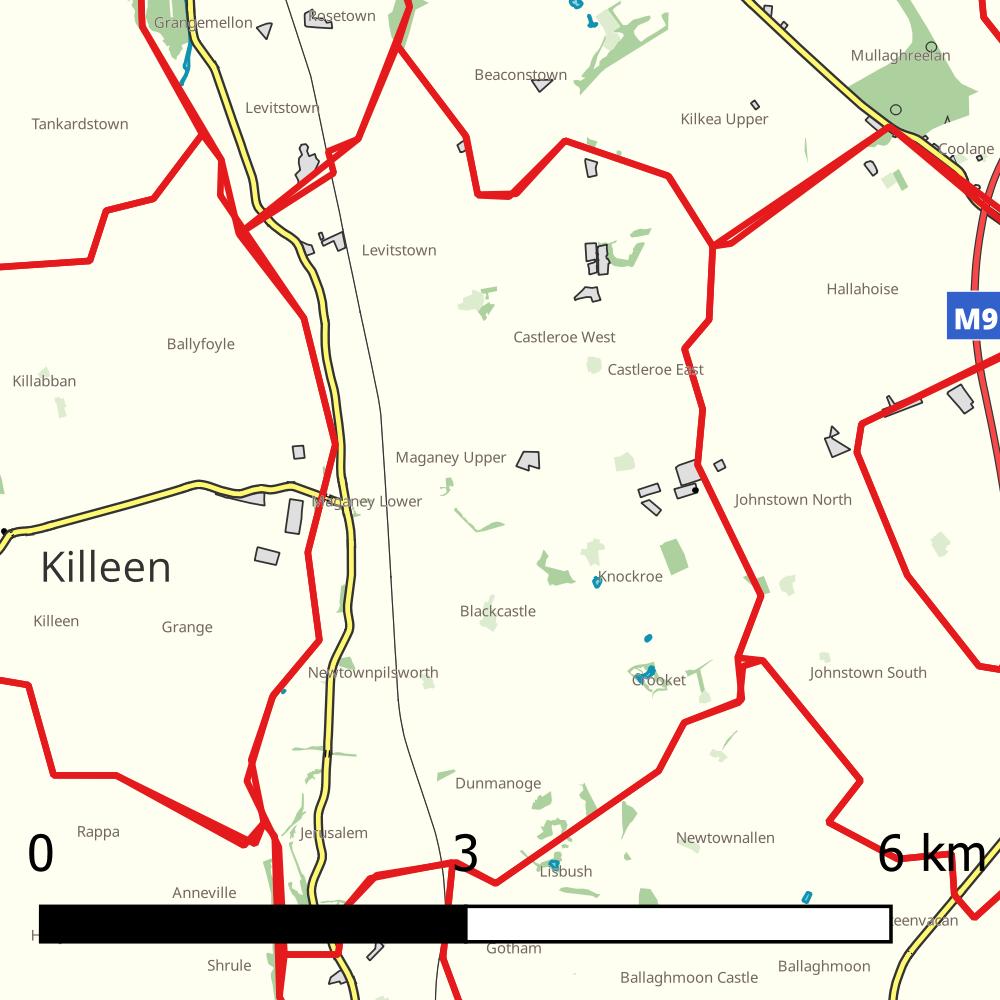 Grangemellon
Rosetown
Mullaghreelan
Beaconstown
Levitstown
Kilkea Upper
Tankardstown
Coolane
Levitstown
Hallahoise
M9
Castleroe West
Ballyfoyle
Castleroe East
Killabban
Maganey Upper
Maganey Lower
Johnstown North
Killeen
Knockroe
Blackcastle
Killeen
Grange
Newtownpilsworth
Crooket
Johnstown South
Dunmanoge
Rappa
Jerusalem
Newtownallen
0 3 6 km
Lisbush
Anneville
Gotham
Shrule
Ballaghmoon Castle
Ballaghmoon